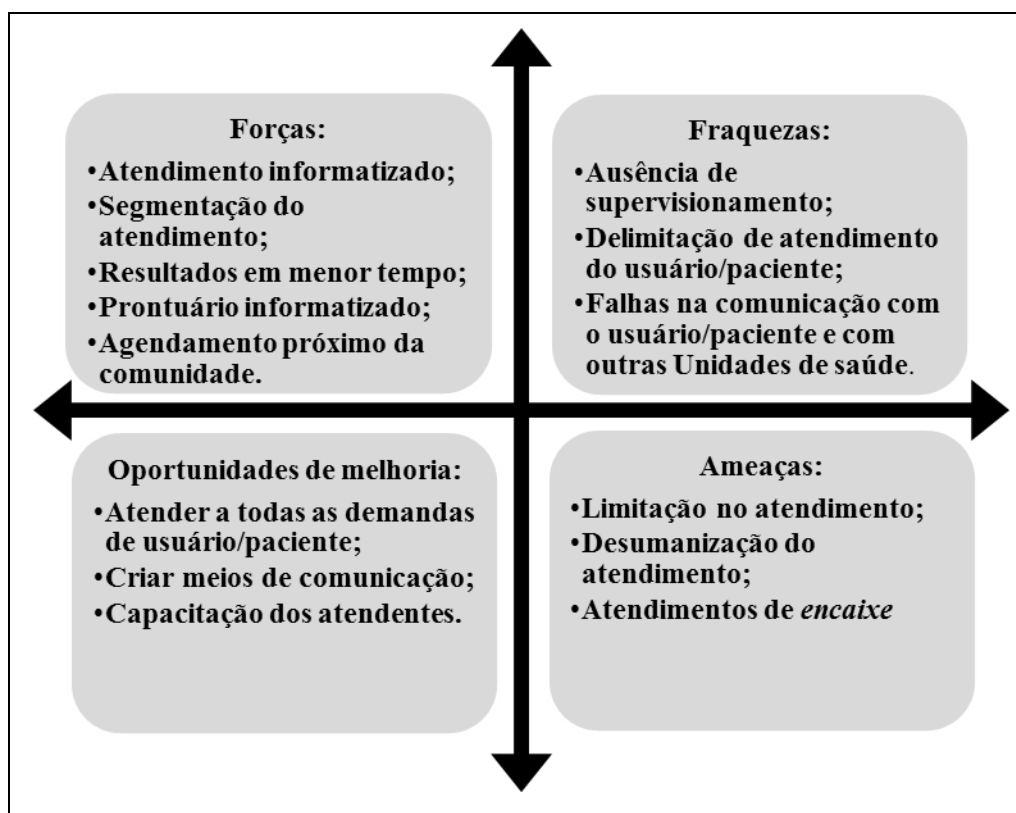 Forças:
•Atendimento informatizado;
•Segmentação do
atendimento;
•Resultados em menor tempo;
•Prontuário informatizado;
•Agendamento próximo da
comunidade.
Fraquezas:
•Ausência de
supervisionamento;
•Delimitação de atendimento
do usuário/paciente;
•Falhas na comunicação com
o usuário/paciente e com
outras Unidades de saúde.
Oportunidades de melhoria:
•Atender a todas as demandas
de usuário/paciente;
•Criar meios de comunicação;
•Capacitação dos atendentes.
Ameaças:
•Limitação no atendimento;
•Desumanização do
atendimento;
•Atendimentos de encaixe